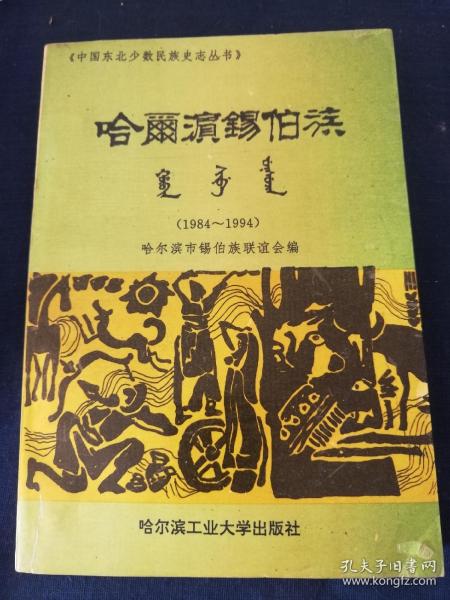 《中国东北少数民族史志丛书》
哈爾濱錫伯族
(1984～1994)
哈尔滨市锡伯族联谊会编
哈尔滨工业大学出版社
孔夫子旧书网
www.kongfz.com